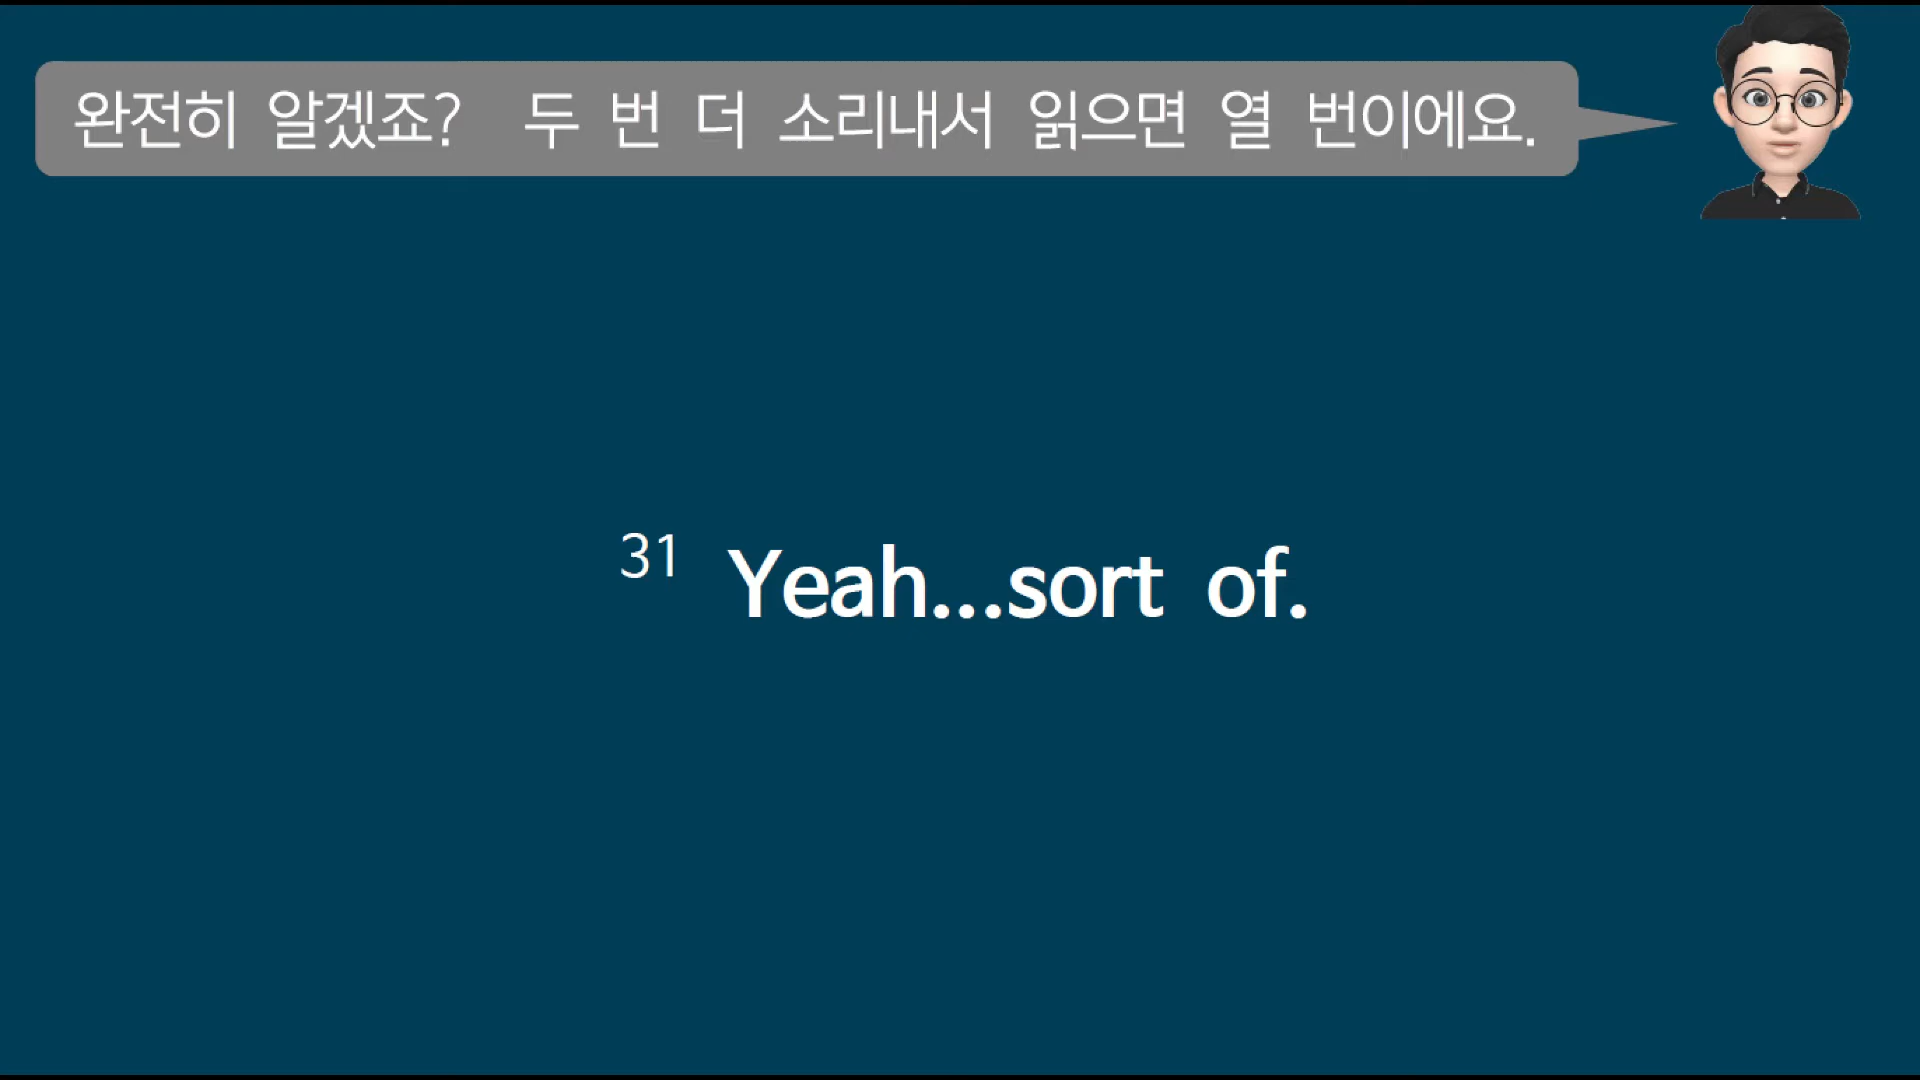 완전히 알겠죠? 두 번 더 소리내서 읽으면 열 번이에요.
31 Yeah...sort of.